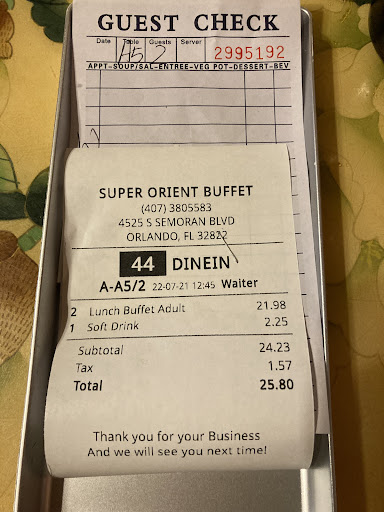 GUEST CHECK
Date Table Guests Server
A5 2 2995192
APPT-SOUP/SAL-ENTREE-VEG POT-DESSERT-BEV
SUPER ORIENT BUFFET
(407) 3805583
4525 S SEMORAN BLVD
ORLANDO, FL 32822
44 DINEIN
A-A5/2 22-07-21 12:45 Waiter
2 Lunch Buffet Adult 21.98
1 Soft Drink 2.25
Subtotal 24.23
Tax 1.57
Total 25.80
Thank you for your Business
And we will see you next time!